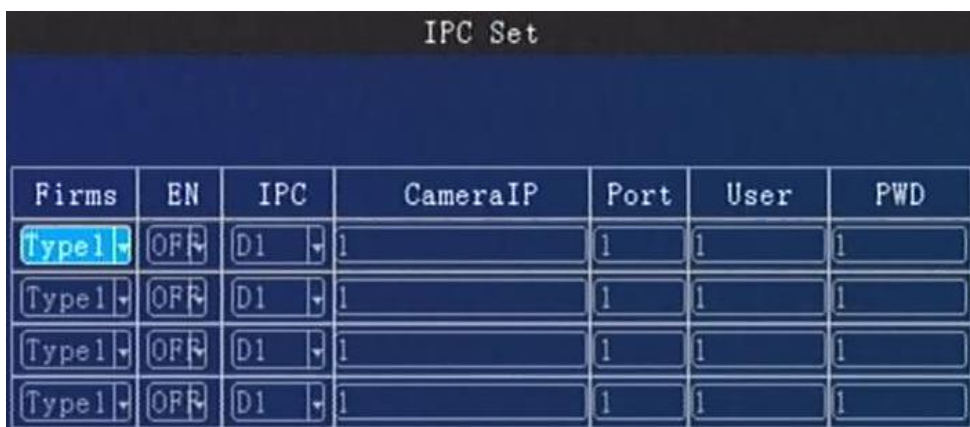 IPC Set
Firms EN IPC CameraIP Port User PWD
Type1 OFF D1 1 1 1 1
Type1 OFF D1 1 1 1 1
Type1 OFF D1 1 1 1 1
Type1 OFF D1 1 1 1 1